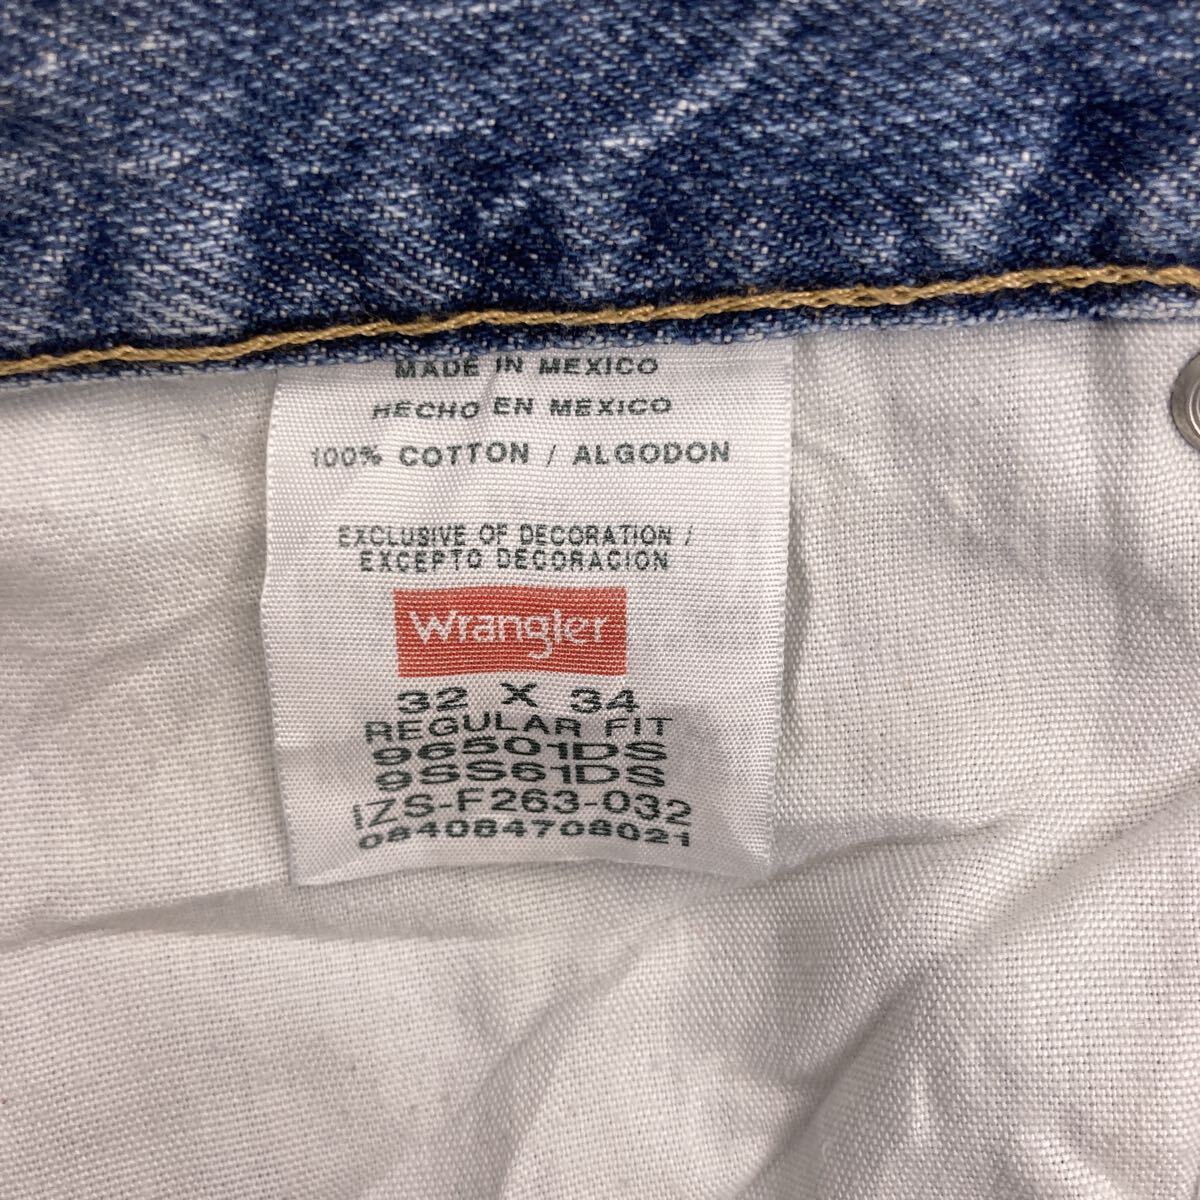 MADE IN MEXICO
HECHO EN MEXICO
100% COTTON / ALGODON
EXCLUSIVE OF DECORATION /
EXCEPTO DECORACION
Wrangler
32 X 34
REGULAR FIT
96501DS
9SS61DS
IZS-F263-032
084084708021